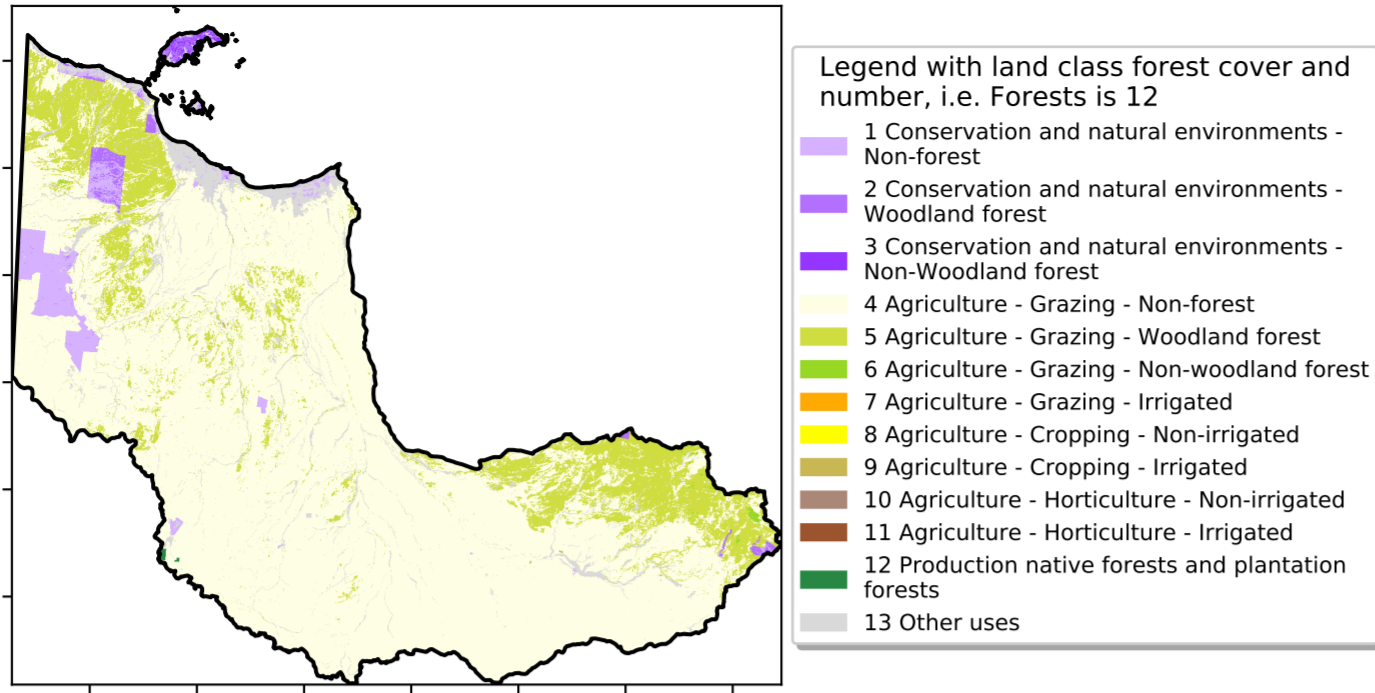 Legend with land class forest cover and
number, i.e. Forests is 12
1 Conservation and natural environments -
Non-forest
2 Conservation and natural environments -
Woodland forest
3 Conservation and natural environments -
Non-Woodland forest
4 Agriculture - Grazing - Non-forest
5 Agriculture - Grazing - Woodland forest
6 Agriculture - Grazing - Non-woodland forest
7 Agriculture - Grazing - Irrigated
8 Agriculture - Cropping - Non-irrigated
9 Agriculture - Cropping - Irrigated
10 Agriculture - Horticulture - Non-irrigated
11 Agriculture - Horticulture - Irrigated
12 Production native forests and plantation
forests
13 Other uses